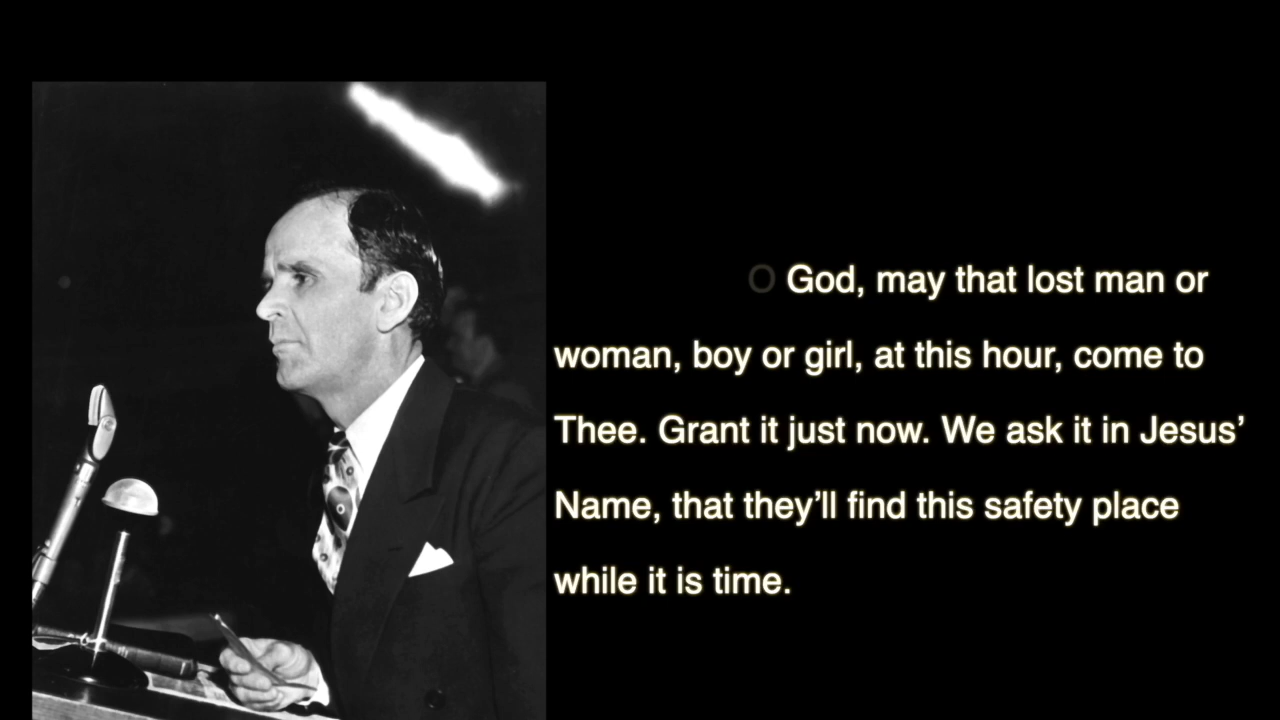 O God, may that lost man or
woman, boy or girl, at this hour, come to
Thee. Grant it just now. We ask it in Jesus’
Name, that they’ll find this safety place
while it is time.